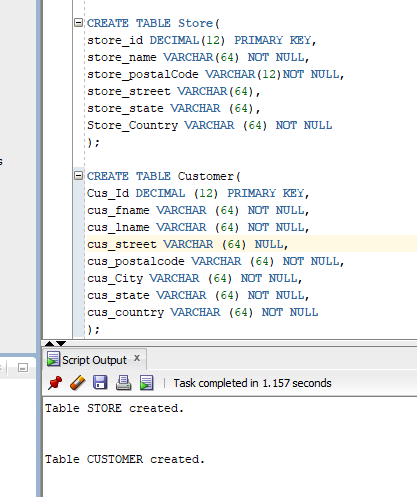 CREATE TABLE Store(
store_id DECIMAL(12) PRIMARY KEY,
store_name VARCHAR(64) NOT NULL,
store_postalCode VARCHAR(12)NOT NULL,
store_street VARCHAR(64),
store_state VARCHAR (64),
Store_Country VARCHAR (64) NOT NULL
);
CREATE TABLE Customer(
Cus_Id DECIMAL (12) PRIMARY KEY,
cus_fname VARCHAR (64) NOT NULL,
cus_lname VARCHAR (64) NOT NULL,
cus_street VARCHAR (64) NULL,
cus_postalcode VARCHAR (64) NOT NULL,
cus_City VARCHAR (64) NOT NULL,
cus_state VARCHAR (64) NOT NULL,
cus_country VARCHAR (64) NOT NULL
);
Script Output x
Task completed in 1.157 seconds
Table STORE created.
Table CUSTOMER created.